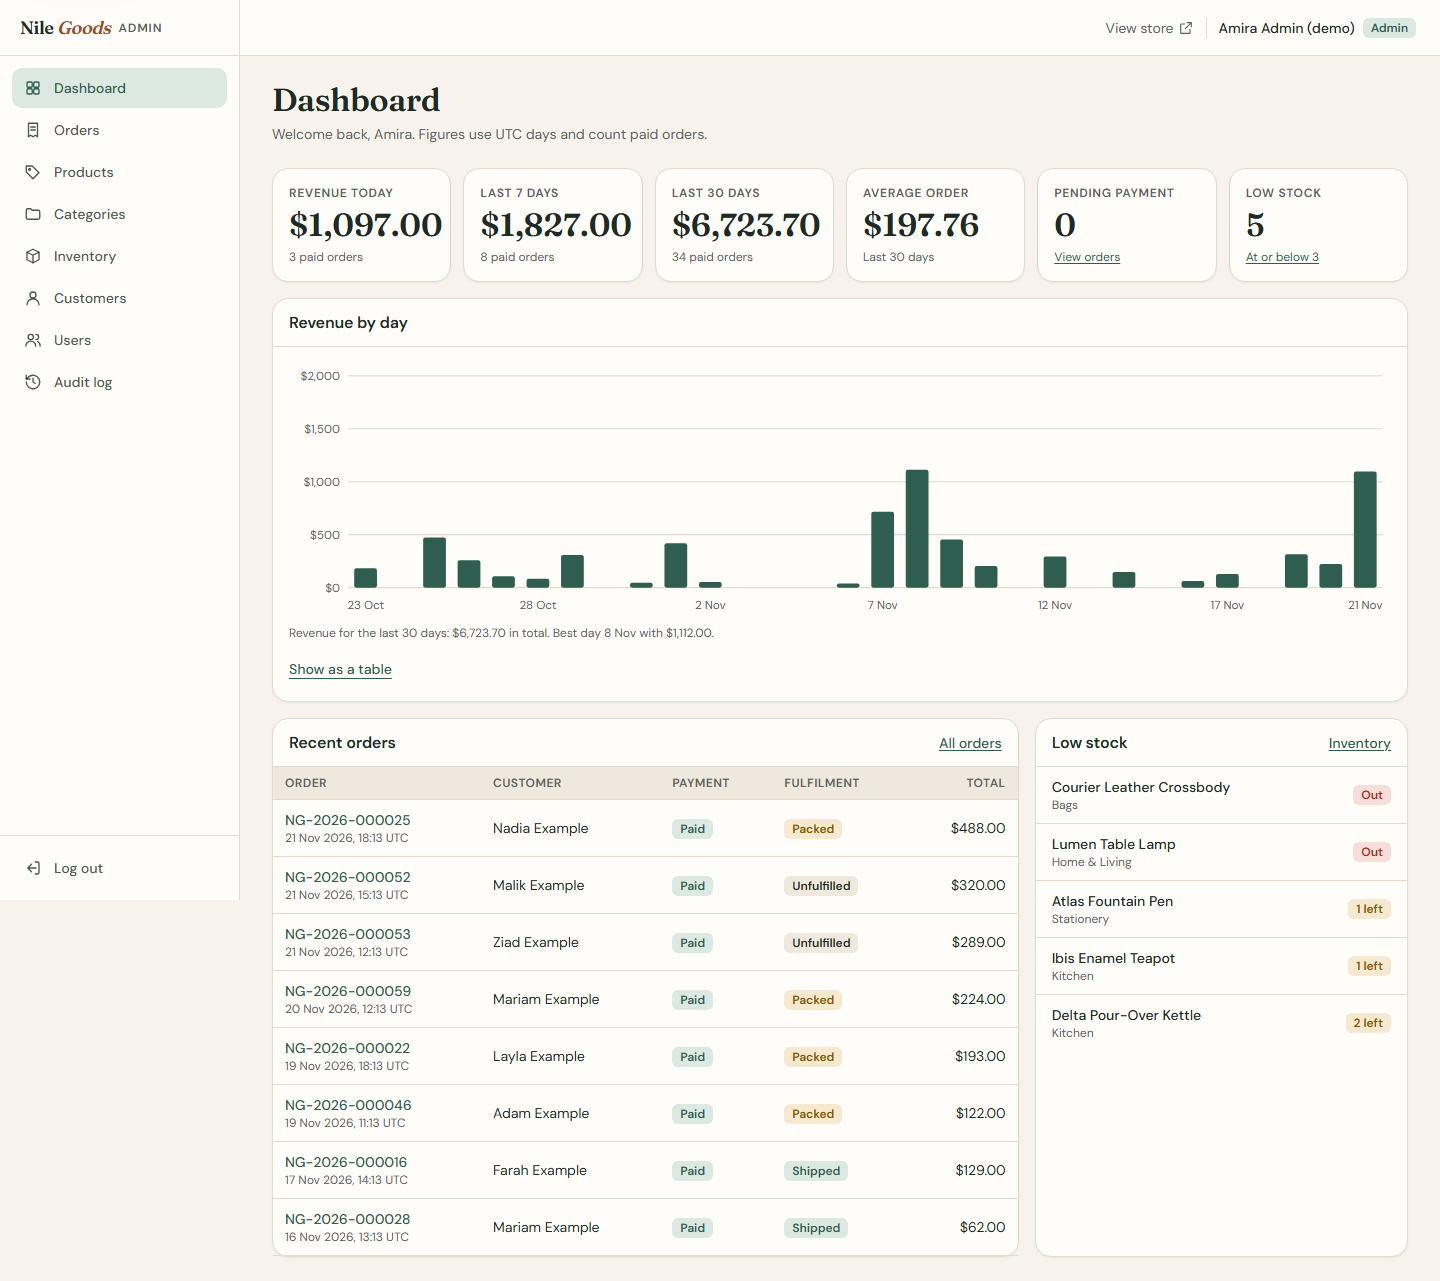 Nile Goods ADMIN
View store
Amira Admin (demo) Admin
Dashboard
Orders
Products
Categories
Inventory
Customers
Users
Audit log
Log out
Dashboard
Welcome back, Amira. Figures use UTC days and count paid orders.
REVENUE TODAY
$1,097.00
3 paid orders
LAST 7 DAYS
$1,827.00
8 paid orders
LAST 30 DAYS
$6,723.70
34 paid orders
AVERAGE ORDER
$197.76
Last 30 days
PENDING PAYMENT
0
View orders
LOW STOCK
5
At or below 3
Revenue by day
$2,000
$1,500
$1,000
$500
$0
23 Oct 28 Oct 2 Nov 7 Nov 12 Nov 17 Nov 21 Nov
Revenue for the last 30 days: $6,723.70 in total. Best day 8 Nov with $1,112.00.
Show as a table
Recent orders All orders
ORDER CUSTOMER PAYMENT FULFILMENT TOTAL
NG-2026-000025 Nadia Example Paid Packed $488.00
21 Nov 2026, 18:13 UTC
NG-2026-000052 Malik Example Paid Unfulfilled $320.00
21 Nov 2026, 15:13 UTC
NG-2026-000053 Ziad Example Paid Unfulfilled $289.00
21 Nov 2026, 12:13 UTC
NG-2026-000059 Mariam Example Paid Packed $224.00
20 Nov 2026, 12:13 UTC
NG-2026-000022 Layla Example Paid Packed $193.00
19 Nov 2026, 18:13 UTC
NG-2026-000046 Adam Example Paid Packed $122.00
19 Nov 2026, 11:13 UTC
NG-2026-000016 Farah Example Paid Shipped $129.00
17 Nov 2026, 14:13 UTC
NG-2026-000028 Mariam Example Paid Shipped $62.00
16 Nov 2026, 13:13 UTC
Low stock Inventory
Courier Leather Crossbody Out
Bags
Lumen Table Lamp Out
Home & Living
Atlas Fountain Pen 1 left
Stationery
Ibis Enamel Teapot 1 left
Kitchen
Delta Pour-Over Kettle 2 left
Kitchen